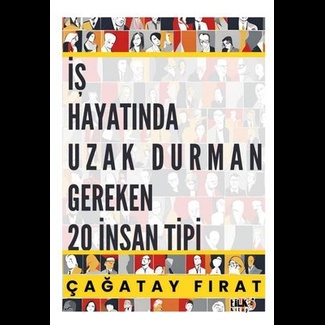 İŞ
HAYATINDA
UZAK DURMAN
GEREKEN
20 İNSAN TİPİ
ÇAĞATAY FIRAT